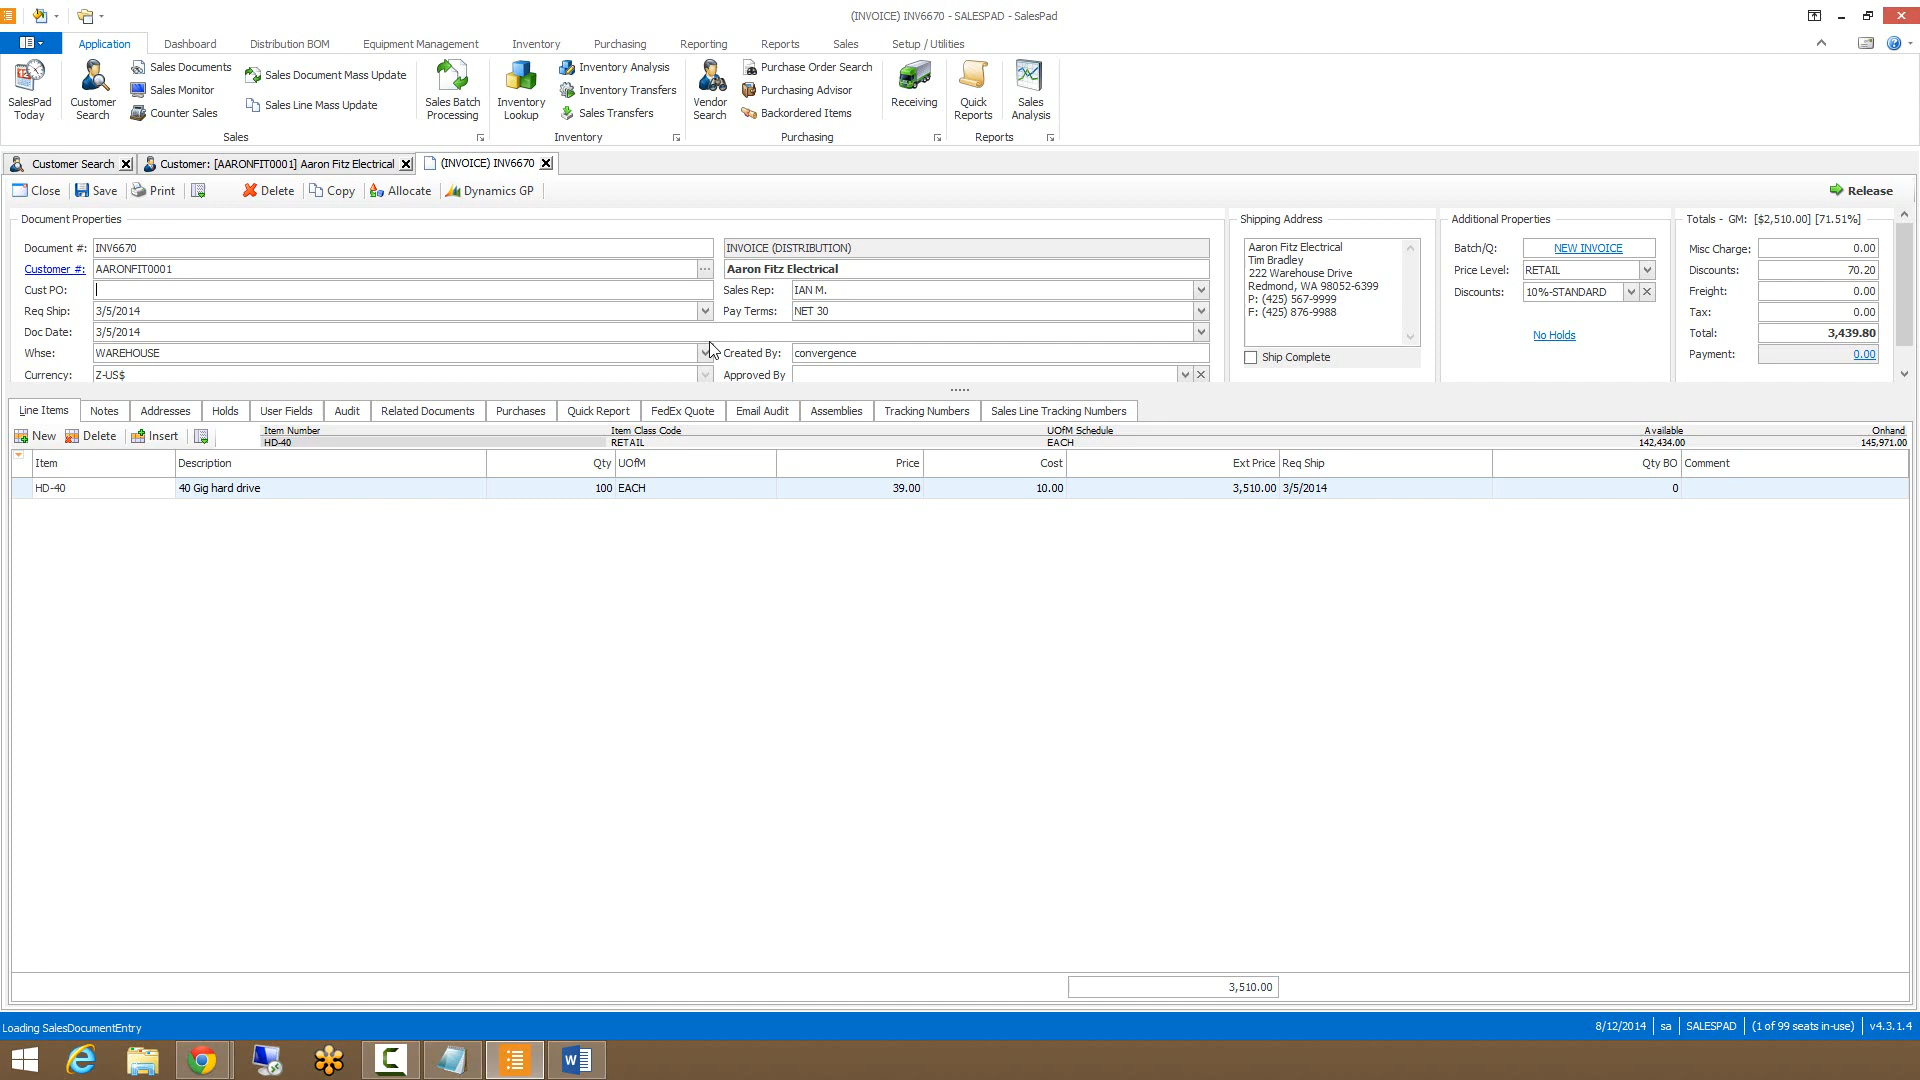 (INVOICE) INV6670 - SALESPAD - SalesPad
Application Dashboard Distribution BOM Equipment Management Inventory Purchasing Reporting Reports Sales Setup / Utilities
SalesPad Today
Customer Search
Sales Documents
Sales Monitor
Counter Sales
Sales Document Mass Update
Sales Line Mass Update
Sales Batch Processing
Inventory Lookup
Inventory Analysis
Inventory Transfers
Sales Transfers
Vendor Search
Purchase Order Search
Purchasing Advisor
Backordered Items
Receiving
Quick Reports
Sales Analysis
Sales Inventory Purchasing Reports
Customer Search Customer: [AARONFIT0001] Aaron Fitz Electrical (INVOICE) INV6670
Close Save Print Delete Copy Allocate Dynamics GP Release
Document Properties
Document #: INV6670 INVOICE (DISTRIBUTION)
Customer #: AARONFIT0001 ... Aaron Fitz Electrical
Cust PO: Sales Rep: IAN M.
Req Ship: 3/5/2014 Pay Terms: NET 30
Doc Date: 3/5/2014
Whse: WAREHOUSE Created By: convergence
Currency: Z-US$ Approved By
Shipping Address
Aaron Fitz Electrical
Tim Bradley
222 Warehouse Drive
Redmond, WA 98052-6399
P: (425) 567-9999
F: (425) 876-9988
Ship Complete
Additional Properties
Batch/Q: NEW INVOICE
Price Level: RETAIL
Discounts: 10%-STANDARD
No Holds
Totals - GM: [$2,510.00] [71.51%]
Misc Charge: 0.00
Discounts: 70.20
Freight: 0.00
Tax: 0.00
Total: 3,439.80
Payment: 0.00
Line Items Notes Addresses Holds User Fields Audit Related Documents Purchases Quick Report FedEx Quote Email Audit Assemblies Tracking Numbers Sales Line Tracking Numbers
New Delete Insert
Item Number Item Class Code UOfM Schedule Available Onhand
HD-40 RETAIL EACH 142,434.00 145,971.00
Item Description Qty UOfM Price Cost Ext Price Req Ship Qty BO Comment
HD-40 40 Gig hard drive 100 EACH 39.00 10.00 3,510.00 3/5/2014 0
3,510.00
Loading SalesDocumentEntry 8/12/2014 sa SALESPAD (1 of 99 seats in-use) v4.3.1.4